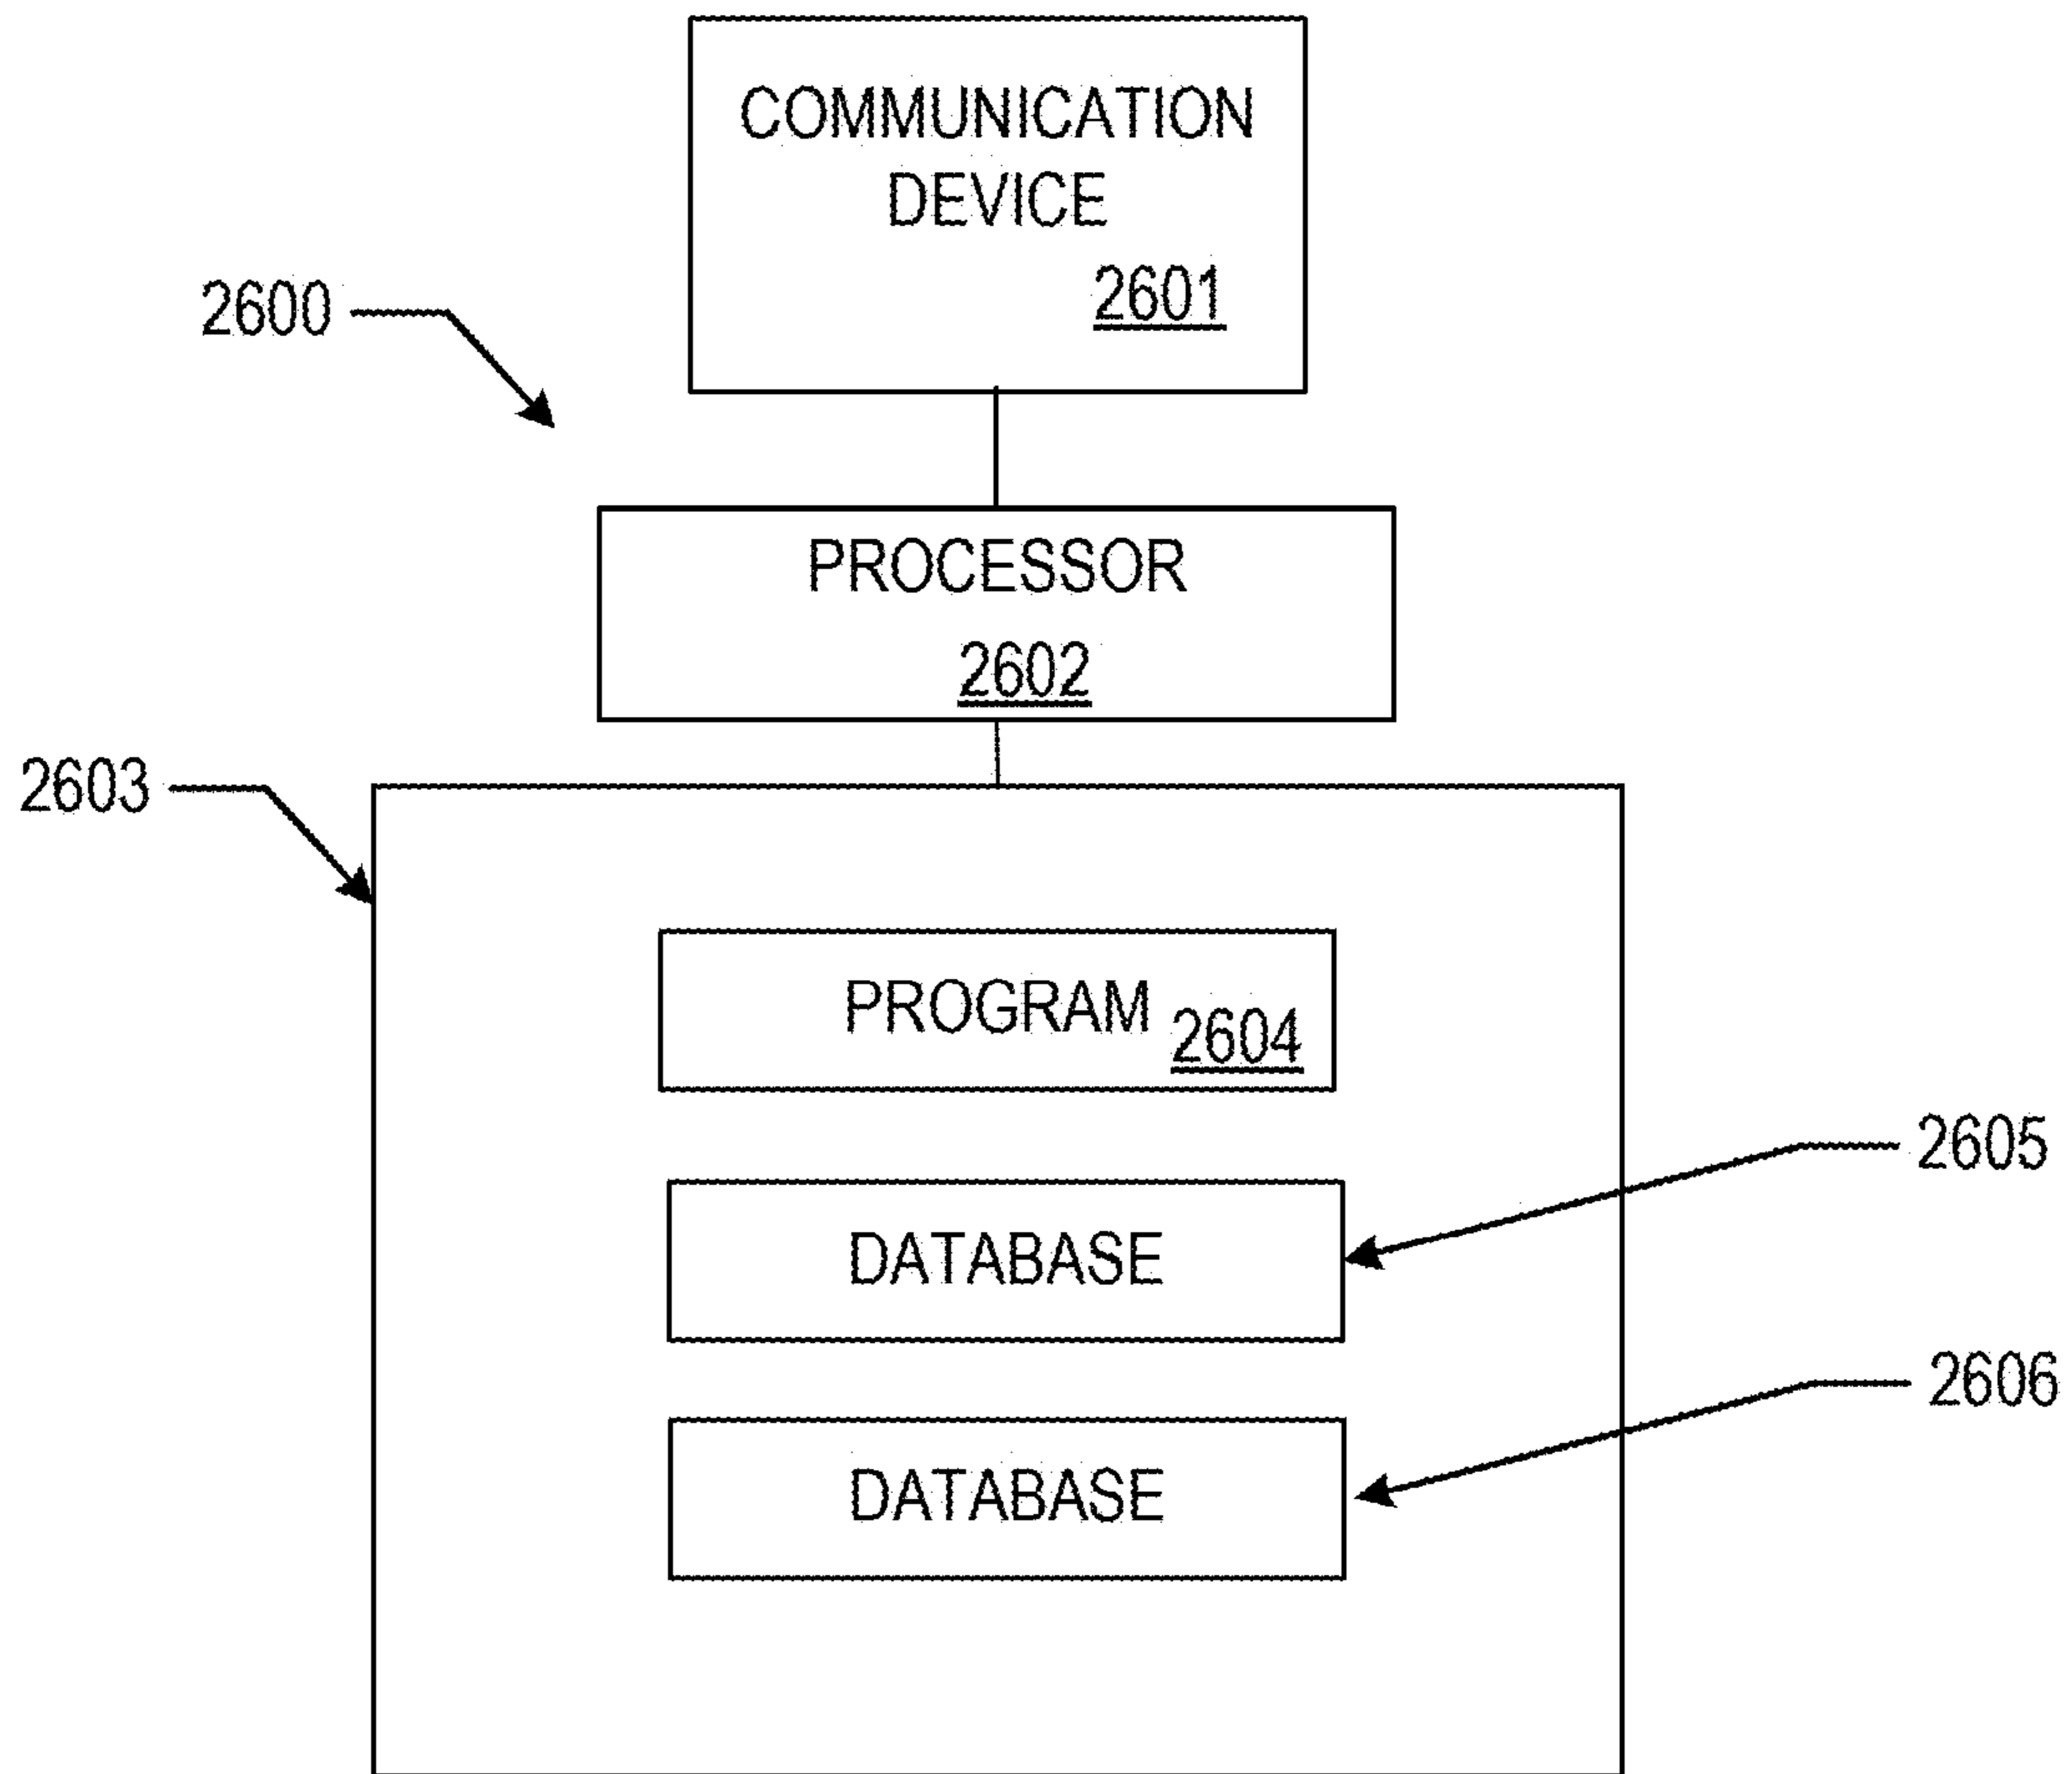 COMMUNICATION
DEVICE
2601
2600
PROCESSOR
2602
2603
PROGRAM 2604
2605
DATABASE
2606
DATABASE